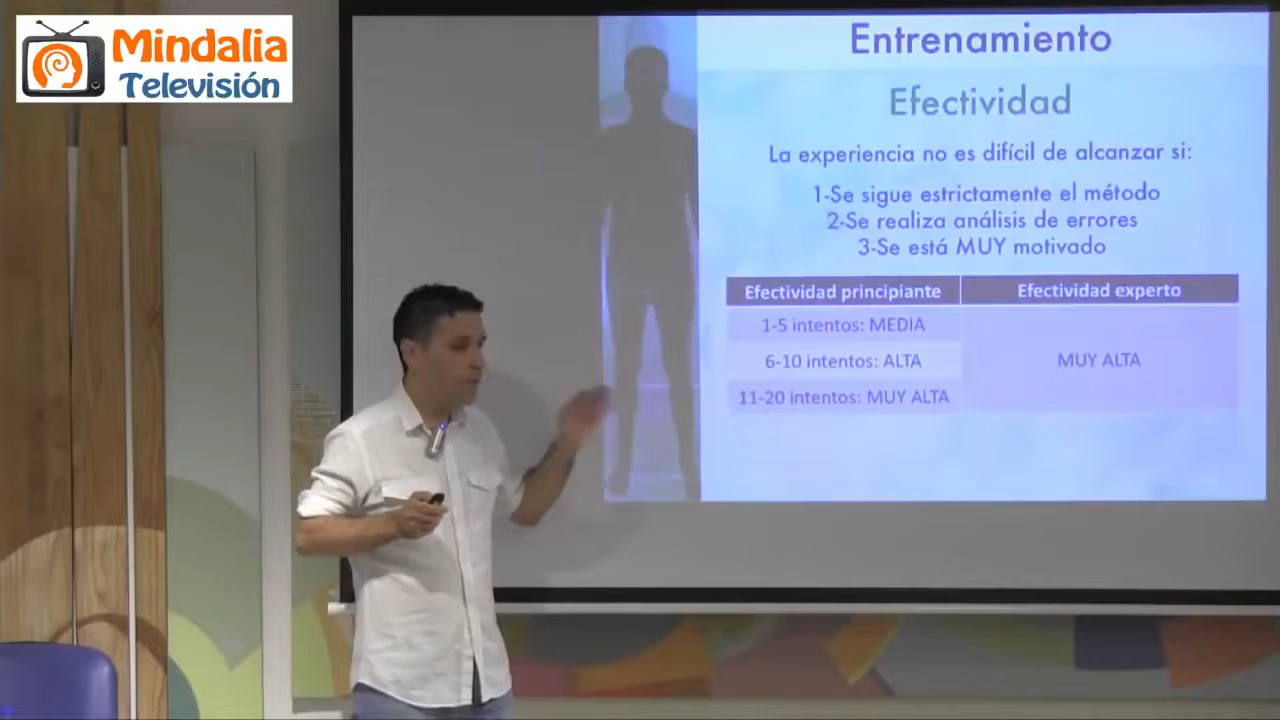 Mindalia
Televisión
Entrenamiento
Efectividad
La experiencia no es difícil de alcanzar si:
1-Se sigue estrictamente el método
2-Se realiza análisis de errores
3-Se está MUY motivado
Efectividad principiante
Efectividad experto
1-5 intentos: MEDIA
6-10 intentos: ALTA
MUY ALTA
11-20 intentos: MUY ALTA